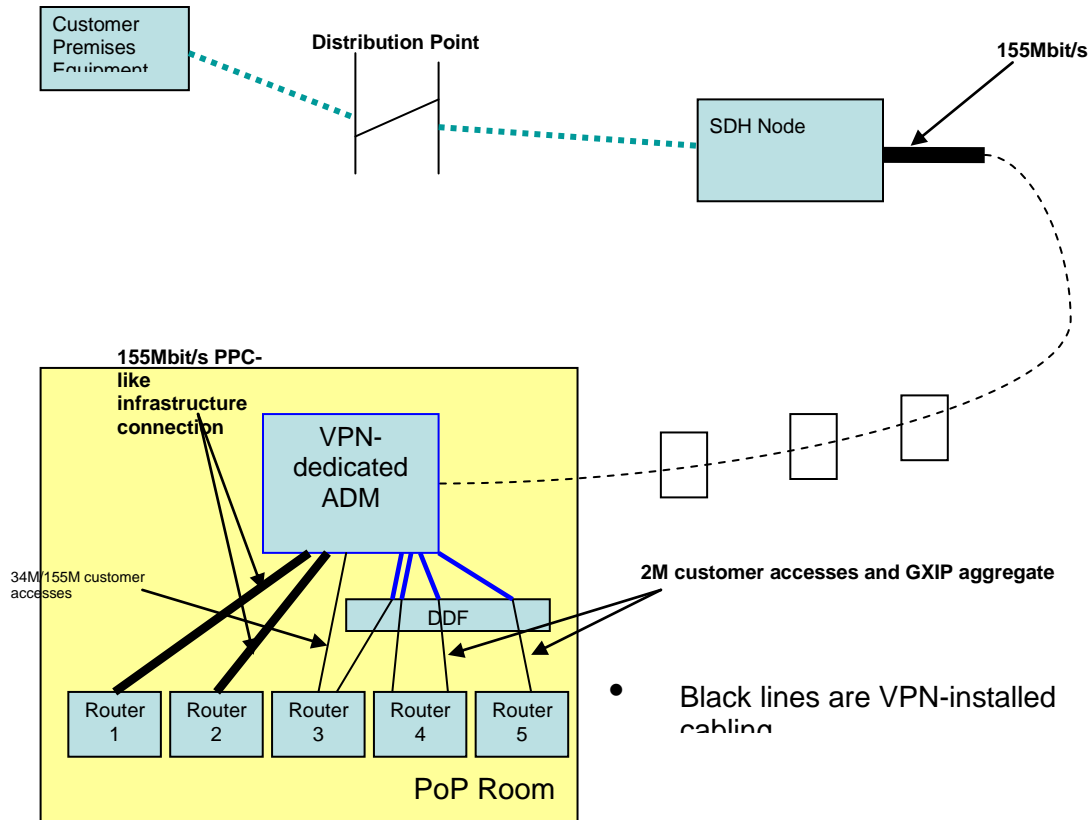 Customer
Premises
Equipment
Distribution Point
155Mbit/s
SDH Node
155Mbit/s PPC-
like
infrastructure
connection
VPN-
dedicated
ADM
34M/155M customer
accesses
2M customer accesses and GXIP aggregate
DDF
Router
1
Router
2
Router
3
Router
4
Router
5
• Black lines are VPN-installed
cabling
PoP Room